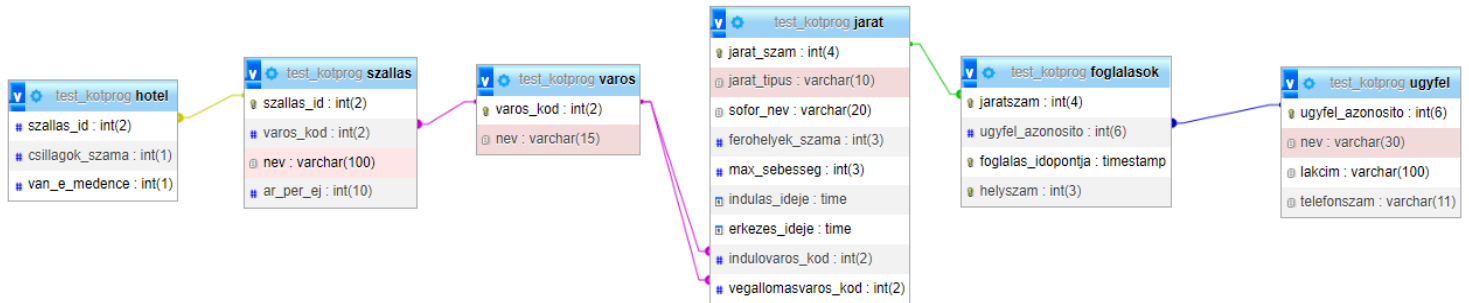 test_kotprog hotel
szallas_id : int(2)
csillagok_szama : int(1)
van_e_medence : int(1)
test_kotprog szallas
szallas_id : int(2)
varos_kod : int(2)
nev : varchar(100)
ar_per_ej : int(10)
test_kotprog varos
varos_kod : int(2)
nev : varchar(15)
test_kotprog jarat
jarat_szam : int(4)
jarat_tipus : varchar(10)
sofor_nev : varchar(20)
ferohelyek_szama : int(3)
max_sebesseg : int(3)
indulas_ideje : time
erkezes_ideje : time
indulovaros_kod : int(2)
vegallomasvaros_kod : int(2)
test_kotprog foglalasok
jaratszam : int(4)
ugyfel_azonosito : int(6)
foglalas_idopontja : timestamp
helyszam : int(3)
test_kotprog ugyfel
ugyfel_azonosito : int(6)
nev : varchar(30)
lakcim : varchar(100)
telefonszam : varchar(11)